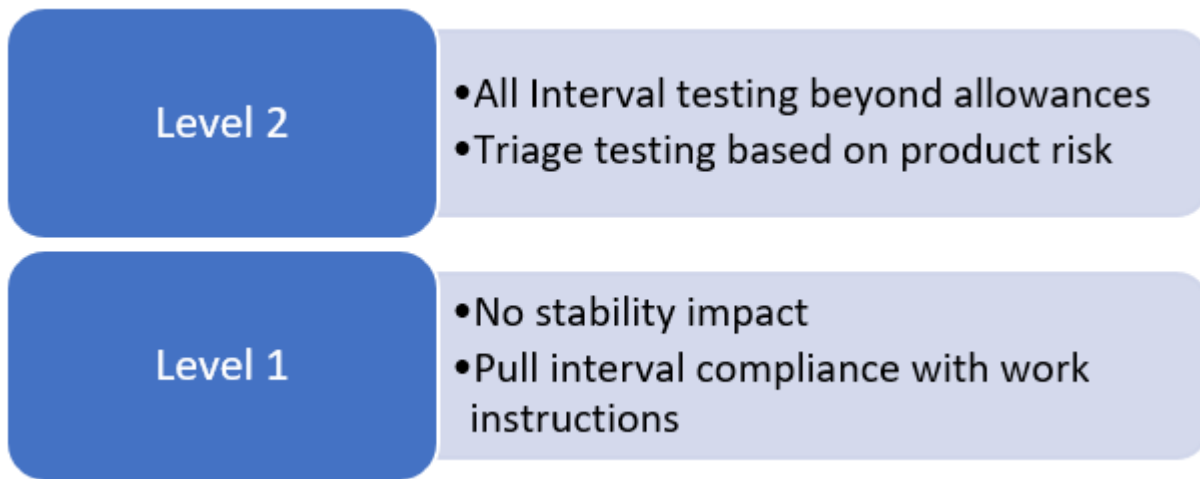 Level 2
•All Interval testing beyond allowances
•Triage testing based on product risk
Level 1
•No stability impact
•Pull interval compliance with work
instructions